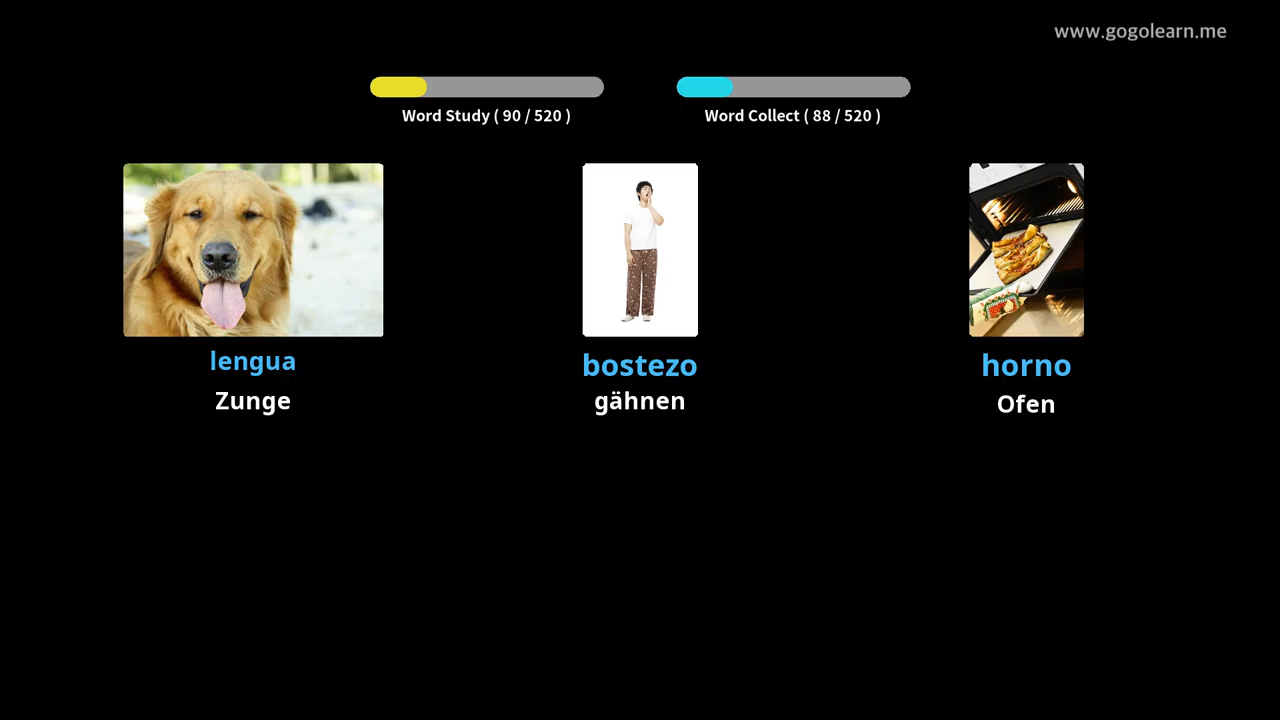 www.gogolearn.me
Word Study ( 90 / 520 )
Word Collect ( 88 / 520 )
lengua
Zunge
bostezo
gähnen
horno
Ofen